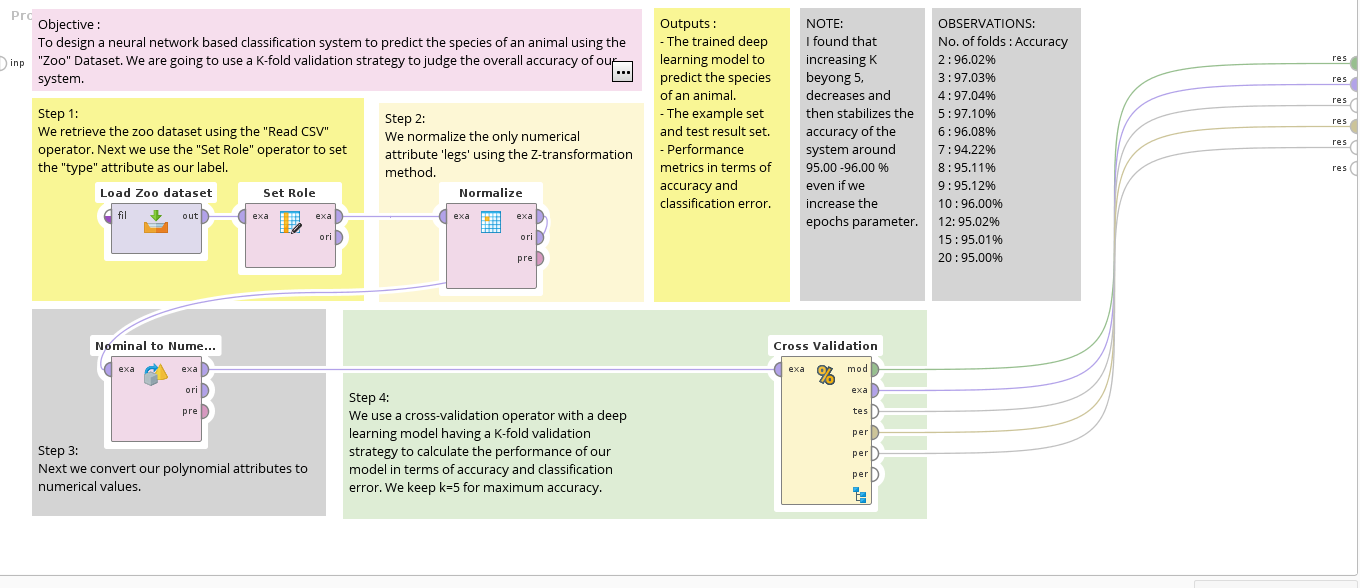 Pro
Objective :
To design a neural network based classification system to predict the species of an animal using the
"Zoo" Dataset. We are going to use a K-fold validation strategy to judge the overall accuracy of our
system.
inp
Outputs :
- The trained deep
learning model to
predict the species
of an animal.
- The example set
and test result set.
- Performance
metrics in terms of
accuracy and
classification error.
NOTE:
I found that
increasing K
beyong 5,
decreases and
then stabilizes the
accuracy of the
system around
95.00 -96.00 %
even if we
increase the
epochs parameter.
OBSERVATIONS:
No. of folds : Accuracy
2 : 96.02%
3 : 97.03%
4 : 97.04%
5 : 97.10%
6 : 96.08%
7 : 94.22%
8 : 95.11%
9 : 95.12%
10 : 96.00%
12: 95.02%
15 : 95.01%
20 : 95.00%
res
res
res
res
res
res
Step 1:
We retrieve the zoo dataset using the "Read CSV"
operator. Next we use the "Set Role" operator to set
the "type" attribute as our label.
Load Zoo dataset
fil
out
Set Role
exa
exa
ori
Step 2:
We normalize the only numerical
attribute 'legs' using the Z-transformation
method.
Normalize
exa
exa
ori
pre
Nominal to Nume...
exa
exa
ori
pre
Step 3:
Next we convert our polynomial attributes to
numerical values.
Step 4:
We use a cross-validation operator with a deep
learning model having a K-fold validation
strategy to calculate the performance of our
model in terms of accuracy and classification
error. We keep k=5 for maximum accuracy.
Cross Validation
exa
mod
exa
tes
per
per
per
%